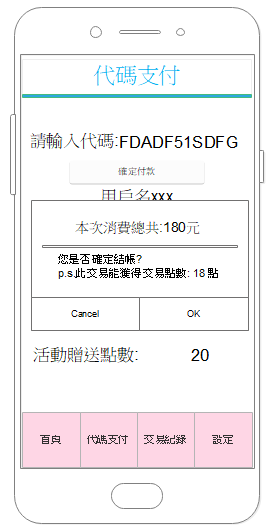 代碼支付
請輸入代碼:FDADF51SDFG
確定付款
用戶名xxx
本次消費總共:180元
您是否確定結帳?
p.s.此交易能獲得交易點數: 18 點
Cancel OK
活動贈送點數: 20
首頁 代碼支付 交易紀錄 設定